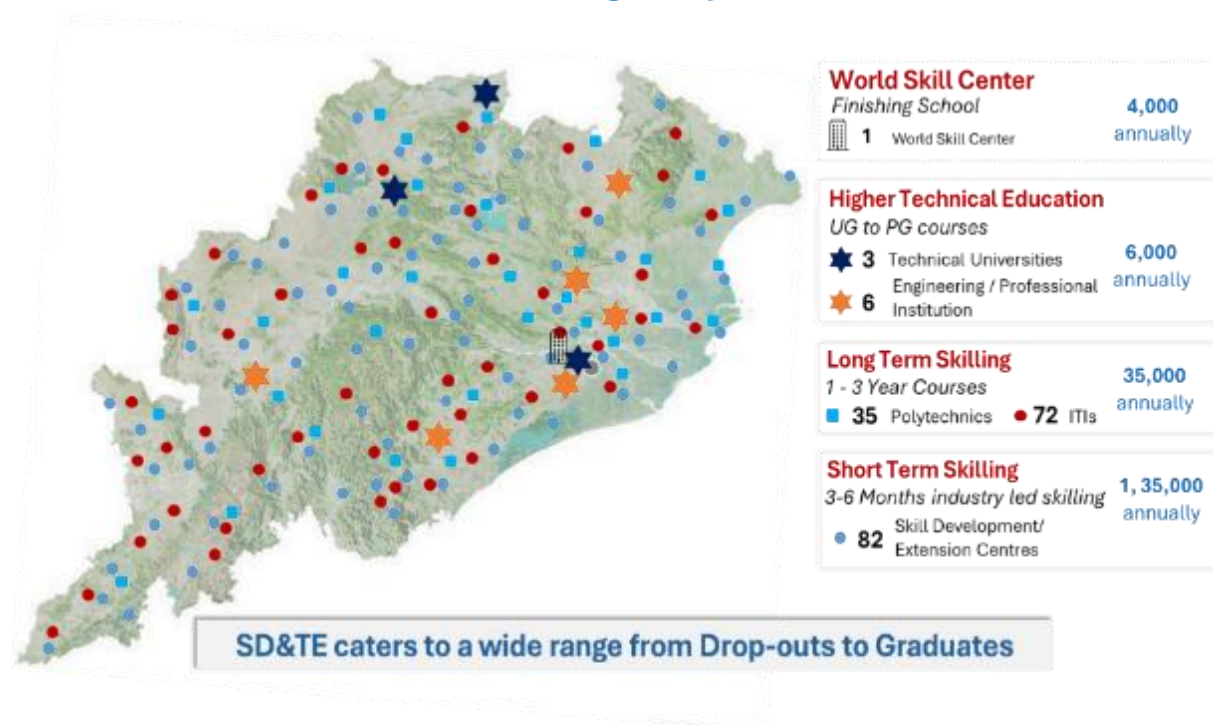 World Skill Center
Finishing School
1 World Skill Center
4,000
annually
Higher Technical Education
UG to PG courses
3 Technical Universities
6 Engineering / Professional
Institution
6,000
annually
Long Term Skilling
1 - 3 Year Courses
35 Polytechnics 72 ITIs
35,000
annually
Short Term Skilling
3-6 Months industry led skilling
82 Skill Development/
Extension Centres
1, 35,000
annually
SD&TE caters to a wide range from Drop-outs to Graduates